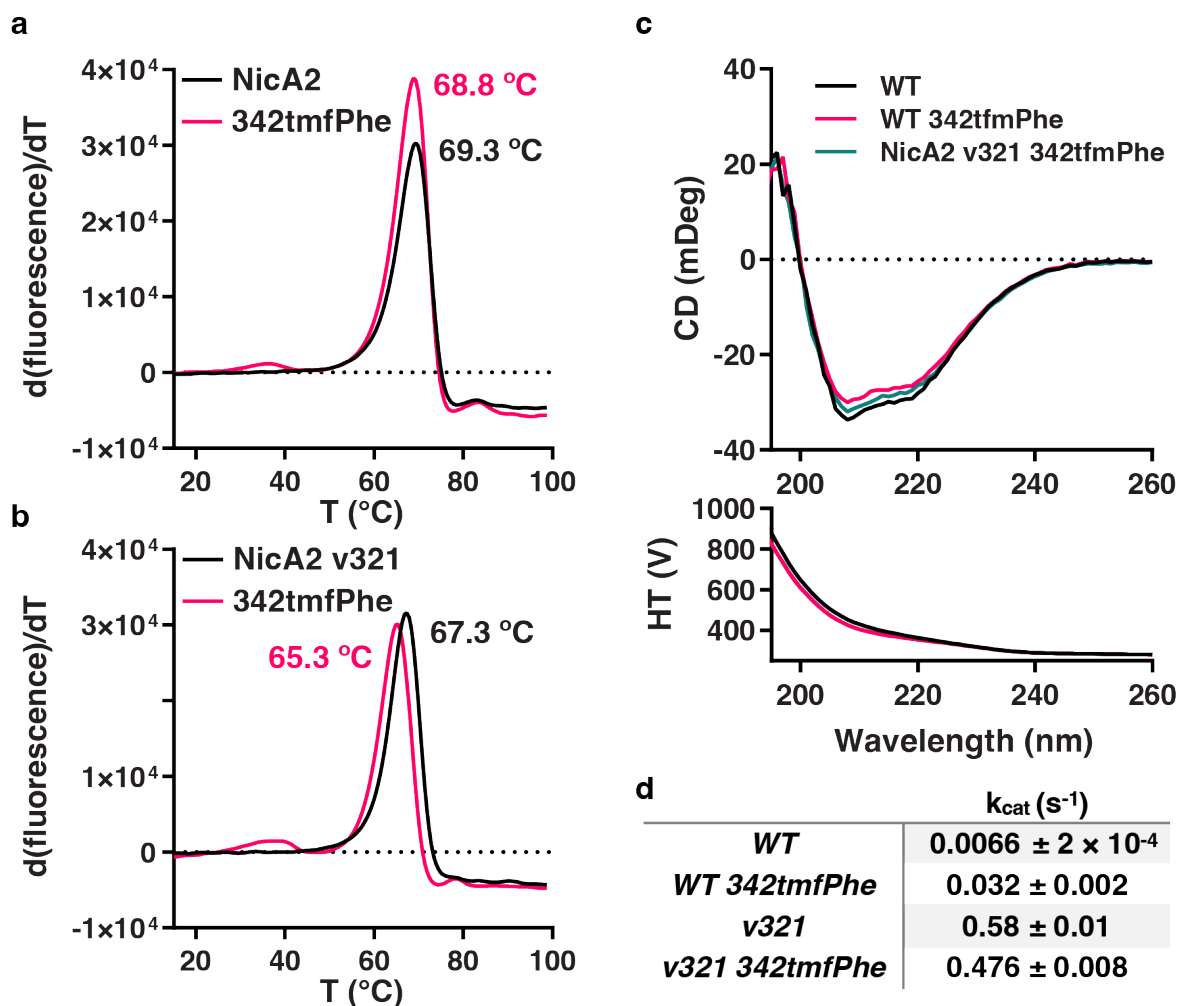 a
4×10⁴
3×10⁴
2×10⁴
1×10⁴
0
-1×10⁴
d(fluorescence)/dT
NicA2
342tmfPhe
68.8 ºC
69.3 ºC
20 40 60 80 100
T (°C)
b
4×10⁴
3×10⁴
1×10⁴
0
-1×10⁴
d(fluorescence)/dT
NicA2 v321
342tmfPhe
67.3 ºC
65.3 ºC
20 40 60 80 100
T (°C)
c
40
20
0
-20
-40
CD (mDeg)
WT
WT 342tfmPhe
NicA2 v321 342tfmPhe
200 220 240 260
1000
800
600
400
HT (V)
200 220 240 260
Wavelength (nm)
d
kcat (s⁻¹)
WT 0.0066 ± 2 × 10⁻⁴
WT 342tmfPhe 0.032 ± 0.002
v321 0.58 ± 0.01
v321 342tmfPhe 0.476 ± 0.008